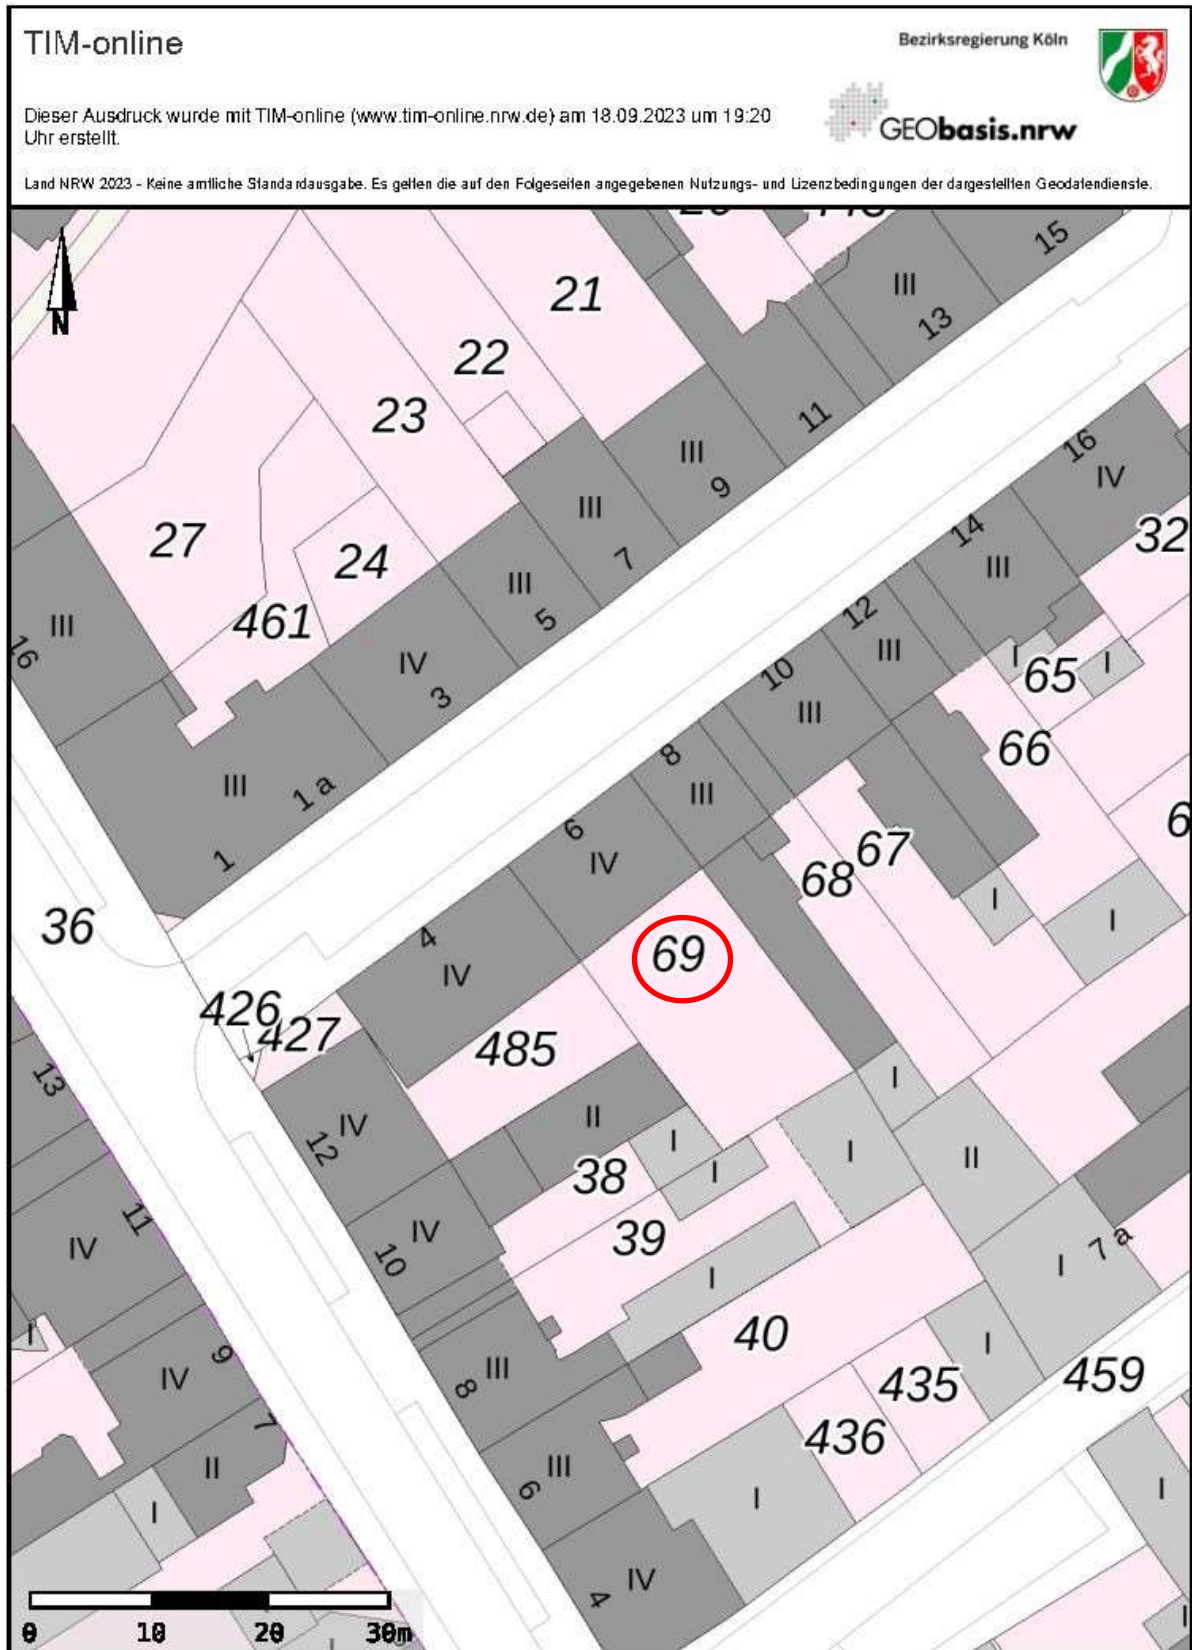 TIM-online
Bezirksregierung Köln
Dieser Ausdruck wurde mit TIM-online (www.tim-online.nrw.de) am 18.09.2023 um 19:20
Uhr erstellt.
GEObasis.nrw
Land NRW 2023 - Keine amtliche Standardausgabe. Es gelten die auf den Folgeseiten angegebenen Nutzungs- und Lizenzbedingungen der dargestellten Geodatendienste.
N
15
III
13
21
22
23
11
III
9
16
IV
III
7
14
III
32
27
24
461
III
5
III
16
IV
3
12
III
I
65
I
10
III
66
III
1 a
1
8
III
6
IV
67
68
36
4
IV
69
I
I
426
427
485
13
I
II
IV
12
I
I
I
II
38
39
11
IV
IV
10
I
I
7 a
40
I
I
9
IV
III
8
435
459
436
7
II
III
6
I
I
I
IV
4
0 10 20 30m